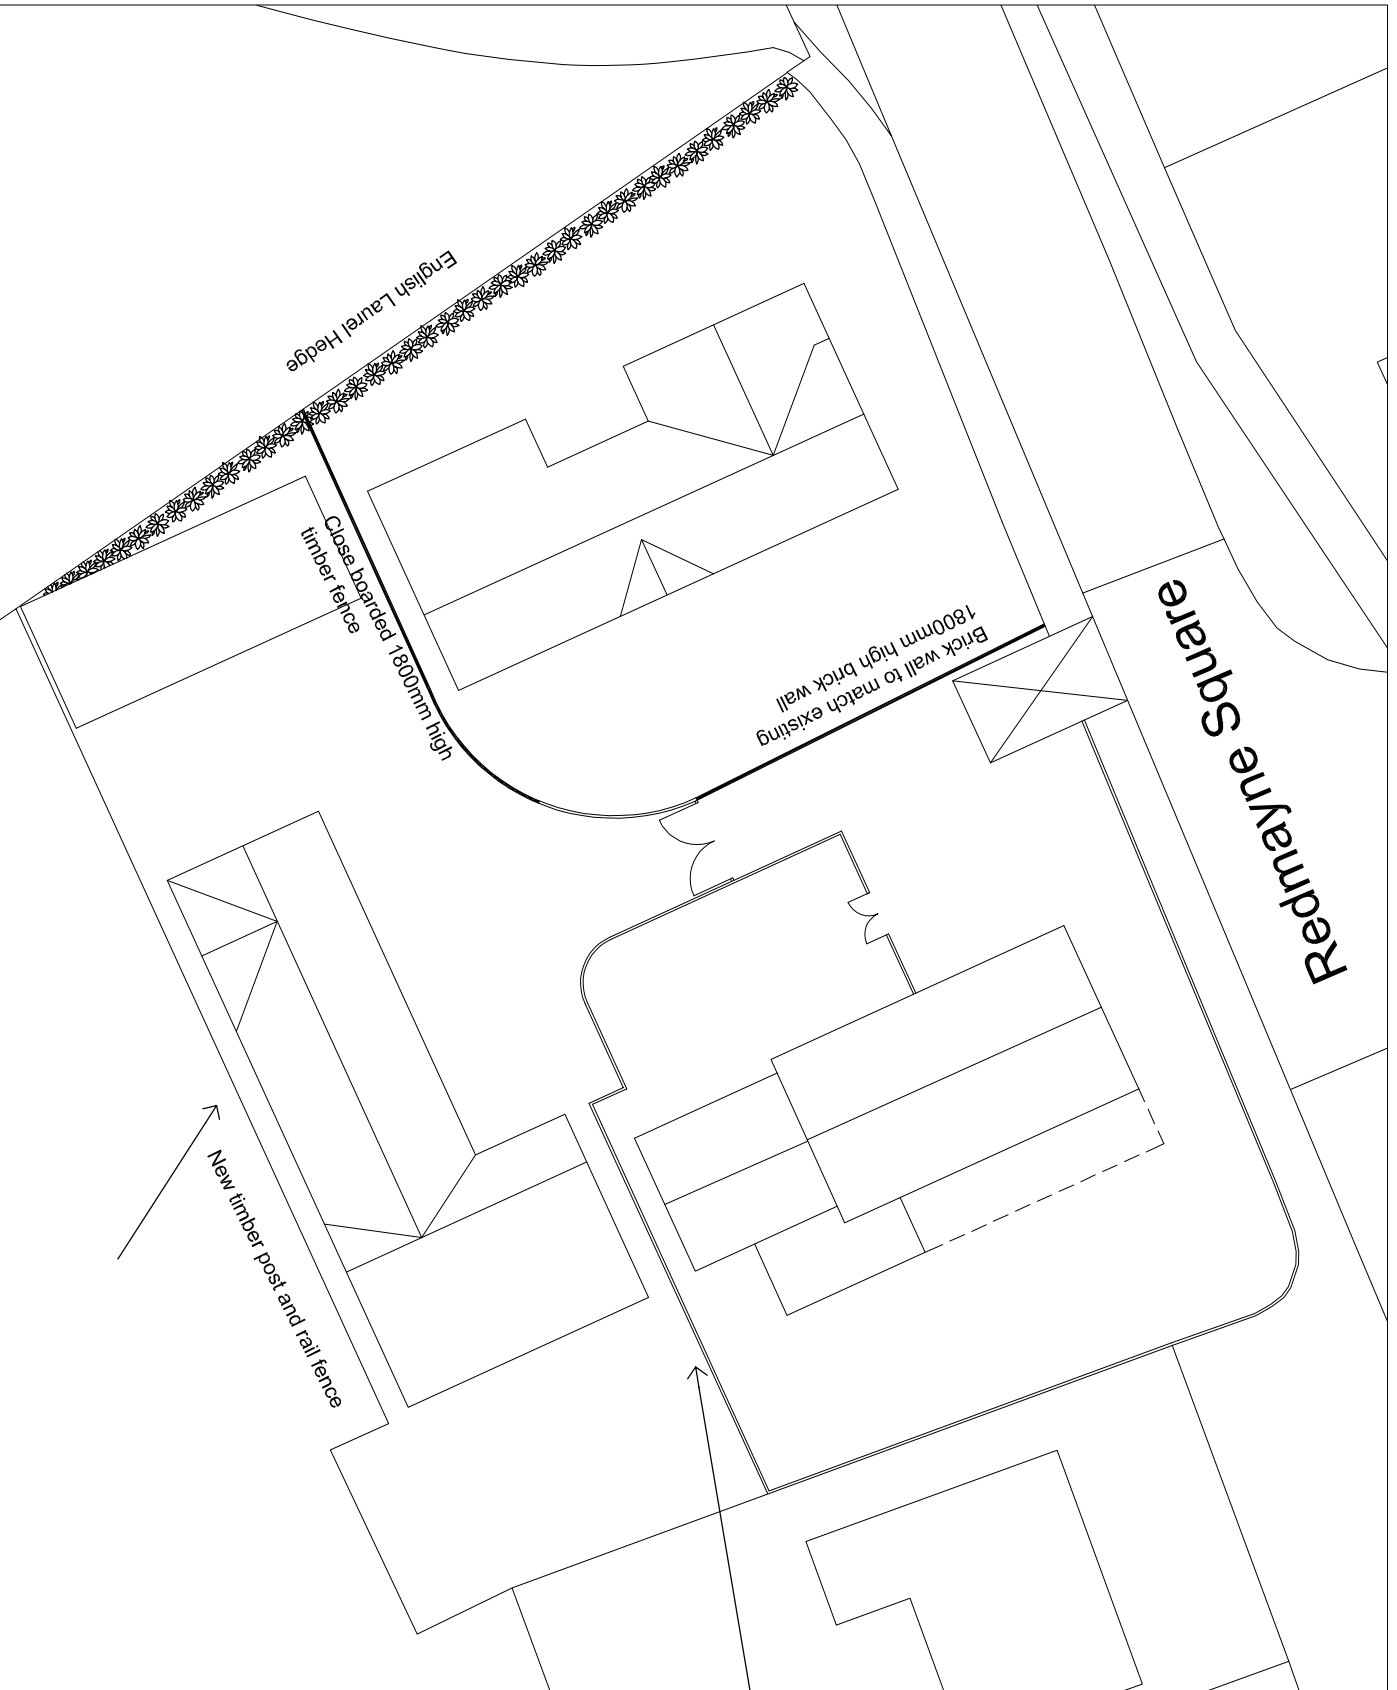 English Laurel Hedge
Close boarded 1800mm high
timber fence
Brick wall to match existing
1800mm high brick wall
Redmayne Square
New timber post and rail fence